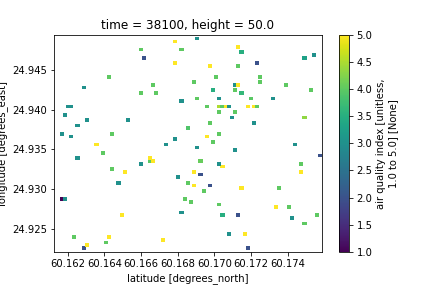 time = 38100, height = 50.0
24.945
24.940
24.935
24.930
24.925
longitude [degrees_east]
60.162 60.164 60.166 60.168 60.170 60.172 60.174
latitude [degrees_north]
5.0
4.5
4.0
3.5
3.0
2.5
2.0
1.5
1.0
air quality index [unitless,
1.0 to 5.0] [None]